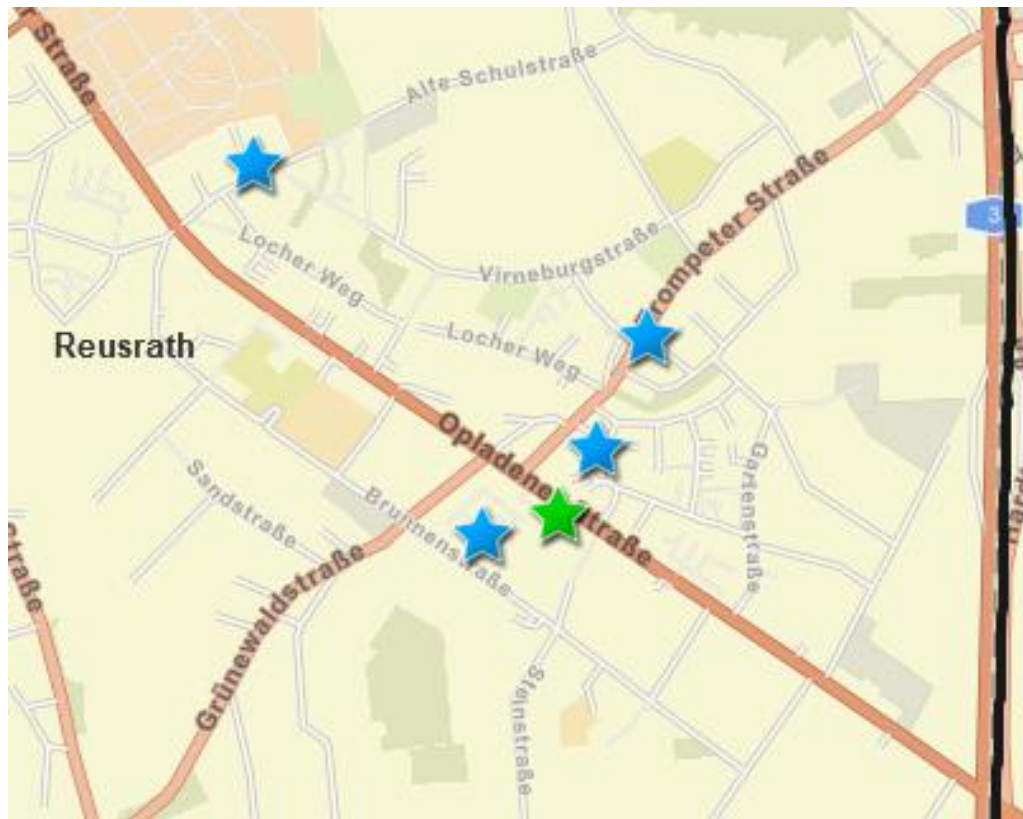 r Straße
Alte-Schulstraße
Trompeter Straße
3
Locher-Weg
Virneburgstraße
Reusrath
Locher Weg
Opladener Straße
Gartenstraße
Sandstraße
Brunnenstraße
Straße
Grünewaldstraße
Steinstraße